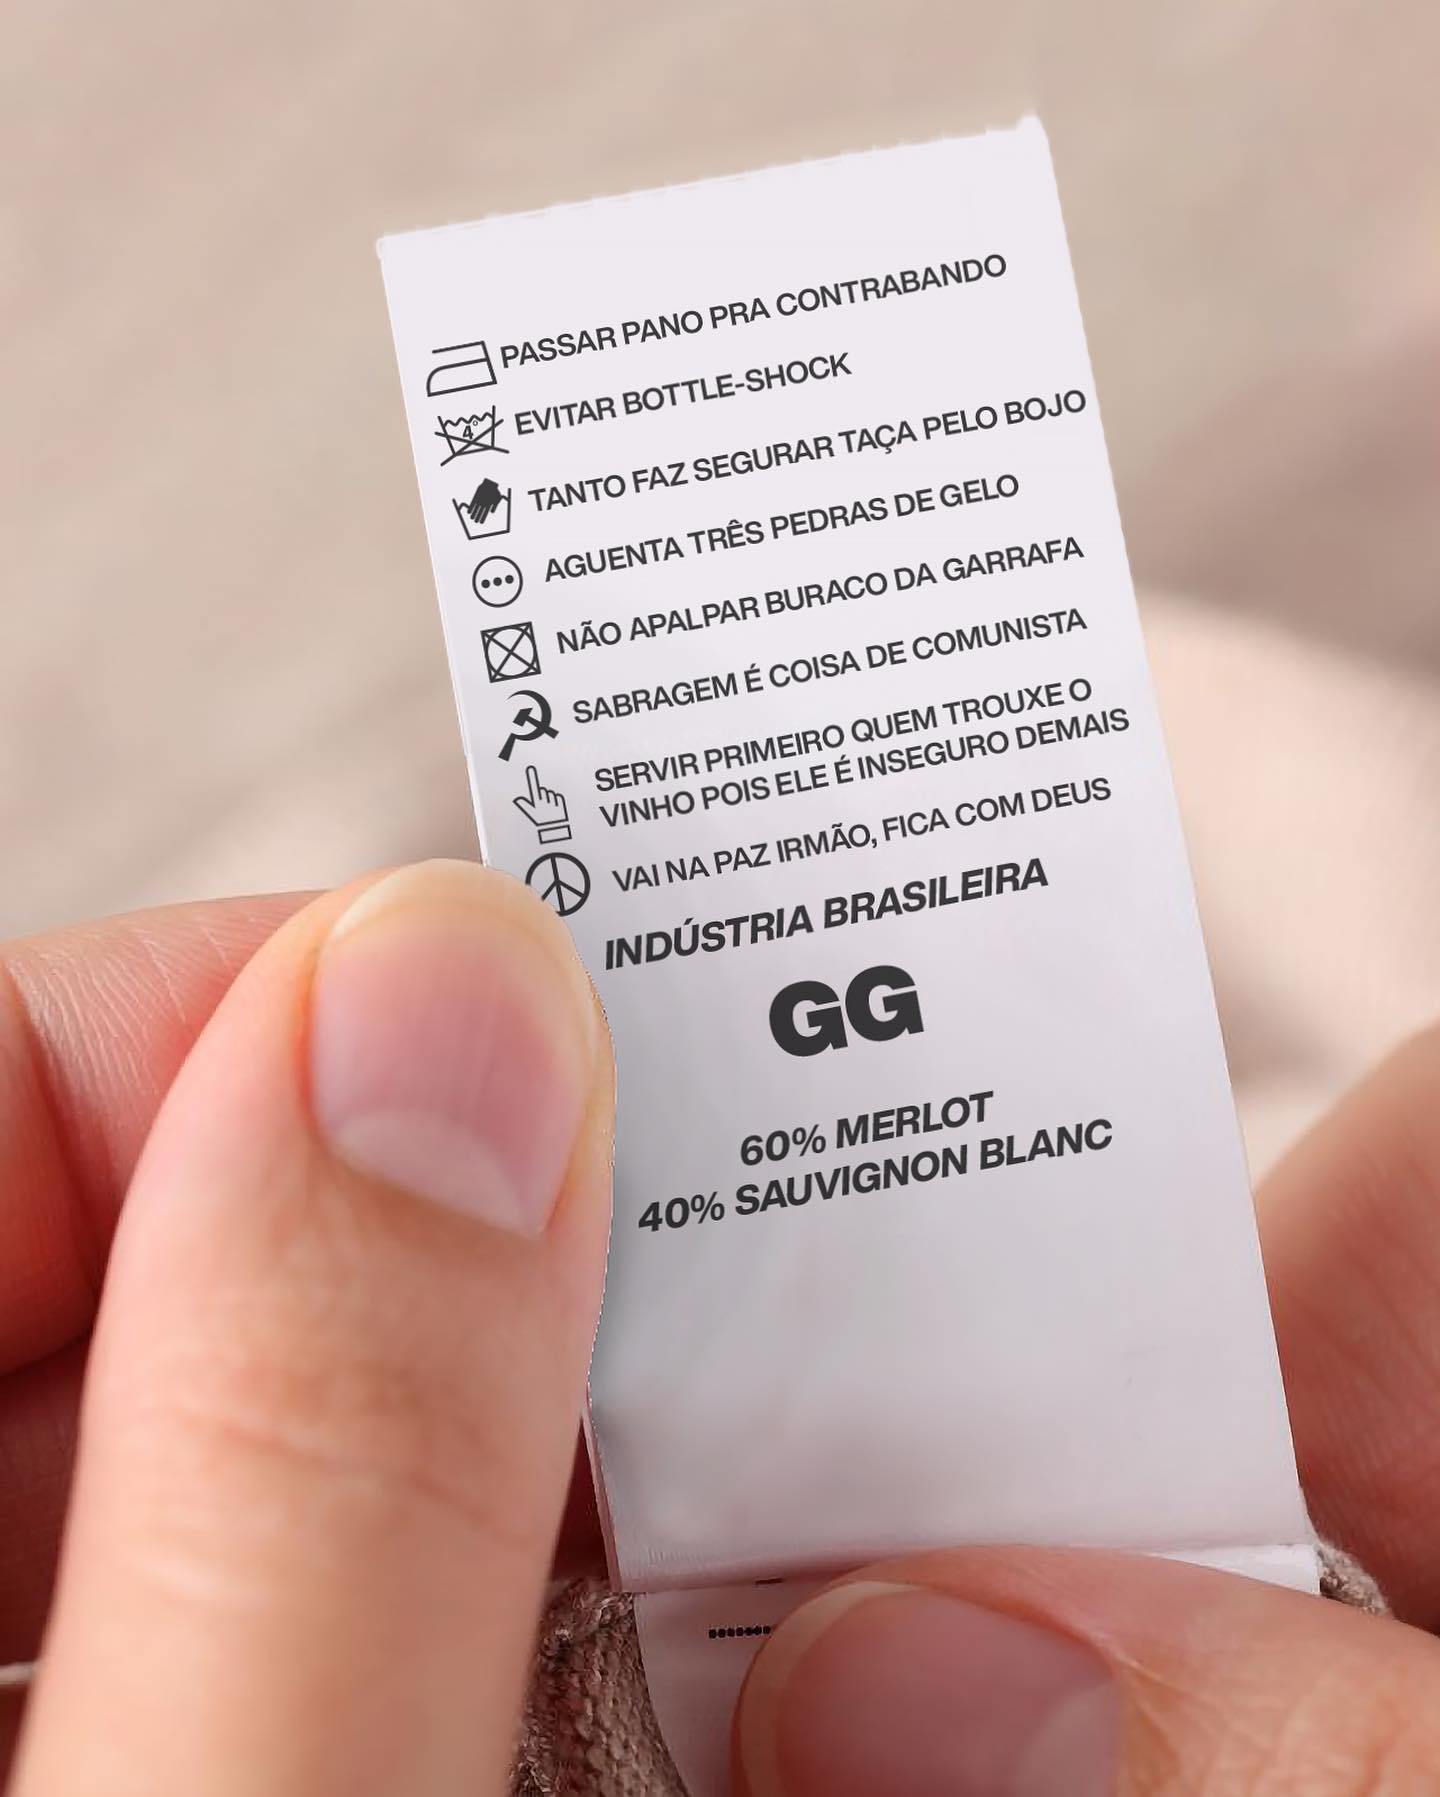 PASSAR PANO PRA CONTRABANDO
4°
EVITAR BOTTLE-SHOCK
TANTO FAZ SEGURAR TAÇA PELO BOJO
AGUENTA TRÊS PEDRAS DE GELO
NÃO APALPAR BURACO DA GARRAFA
SABRAGEM É COISA DE COMUNISTA
SERVIR PRIMEIRO QUEM TROUXE O
VINHO POIS ELE É INSEGURO DEMAIS
VAI NA PAZ IRMÃO, FICA COM DEUS
INDÚSTRIA BRASILEIRA
GG
60% MERLOT
40% SAUVIGNON BLANC